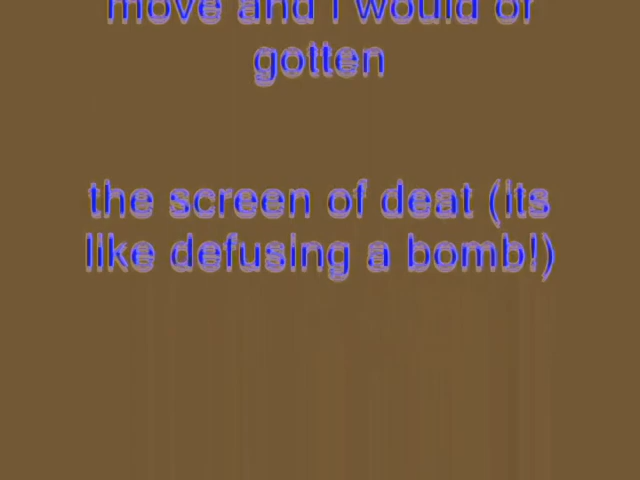 move and I would of
gotten
the screen of deat (its
like defusing a bomb!)